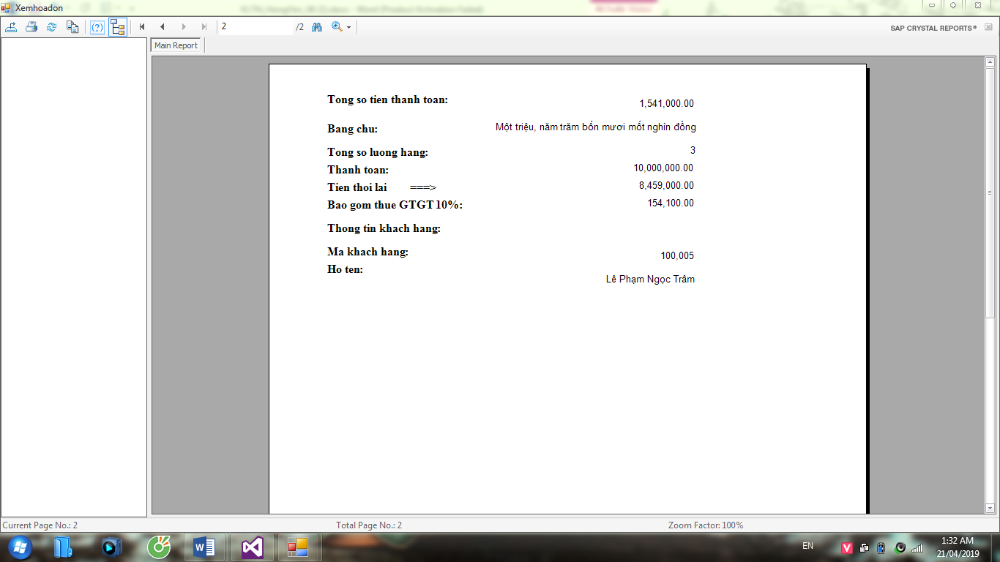 Xemhoadon
2 /2
SAP CRYSTAL REPORTS®
Main Report
Tong so tien thanh toan: 1,541,000.00
Bang chu: Một triệu, năm trăm bốn mươi mốt nghìn đồng
Tong so luong hang: 3
Thanh toan: 10,000,000.00
Tien thoi lai ===> 8,459,000.00
Bao gom thue GTGT 10%: 154,100.00
Thong tin khach hang:
Ma khach hang: 100,005
Ho ten: Lê Phạm Ngọc Trâm
Current Page No.: 2 Total Page No.: 2 Zoom Factor: 100%
EN 1:32 AM
21/04/2019